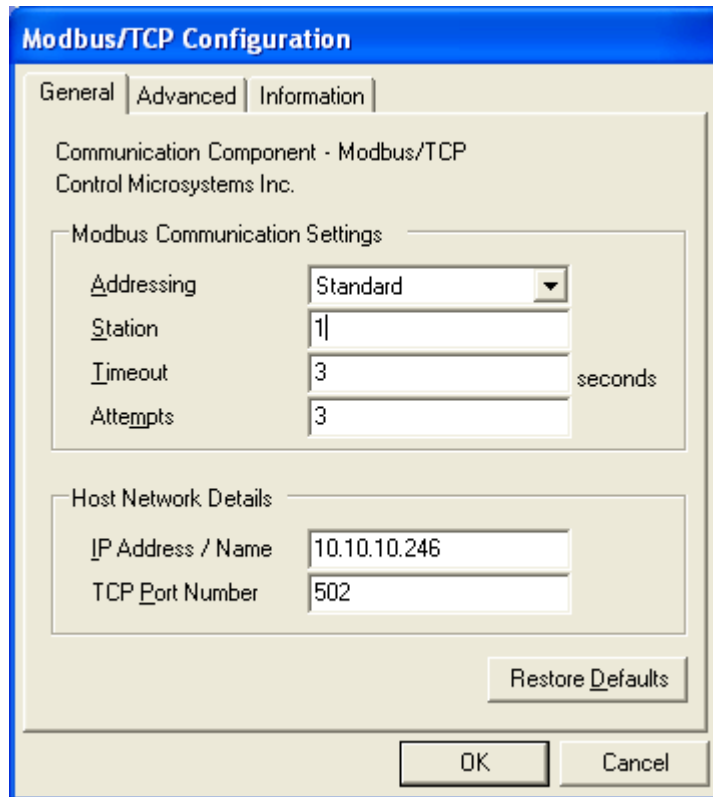 Modbus/TCP Configuration
General Advanced Information
Communication Component - Modbus/TCP
Control Microsystems Inc.
Modbus Communication Settings
Addressing Standard
Station 1
Timeout 3 seconds
Attempts 3
Host Network Details
IP Address / Name 10.10.10.246
TCP Port Number 502
Restore Defaults
OK Cancel